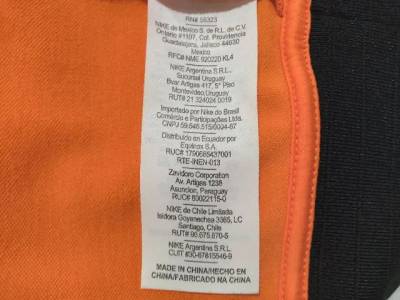 RN# 56323
NIKE de Mexico S. de R.L. de C.V.
Ontario #1107, Col. Providencia
Guadalajara, Jalisco 44630
Mexico
RFC# NME 920220 KL4
NIKE Argentina S.R.L.
Sucursal Uruguay
Bvar Artigas 417, 5° Piso
Montevideo, Uruguay
RUT# 21 324024 0019
Importado por Nike do Brasil
Comércio e Participações Ltda.
CNPJ 59.546.515/0004-87
Distribuido en Ecuador por
Equinox S.A.
RUC# 1790665437001
RTE-INEN-013
Zavidoro Corporation
Av. Artigas 1238
Asuncion, Paraguay
RUC# 80022115-0
NIKE de Chile Limitada
Isidora Goyenechea 3365, LC
Santiago, Chile
RUT# 96.675.870-5
NIKE Argentina S.R.L
CUIT #30-67815546-9
MADE IN CHINA/HECHO EN
CHINA/FABRICADO NA CHINA